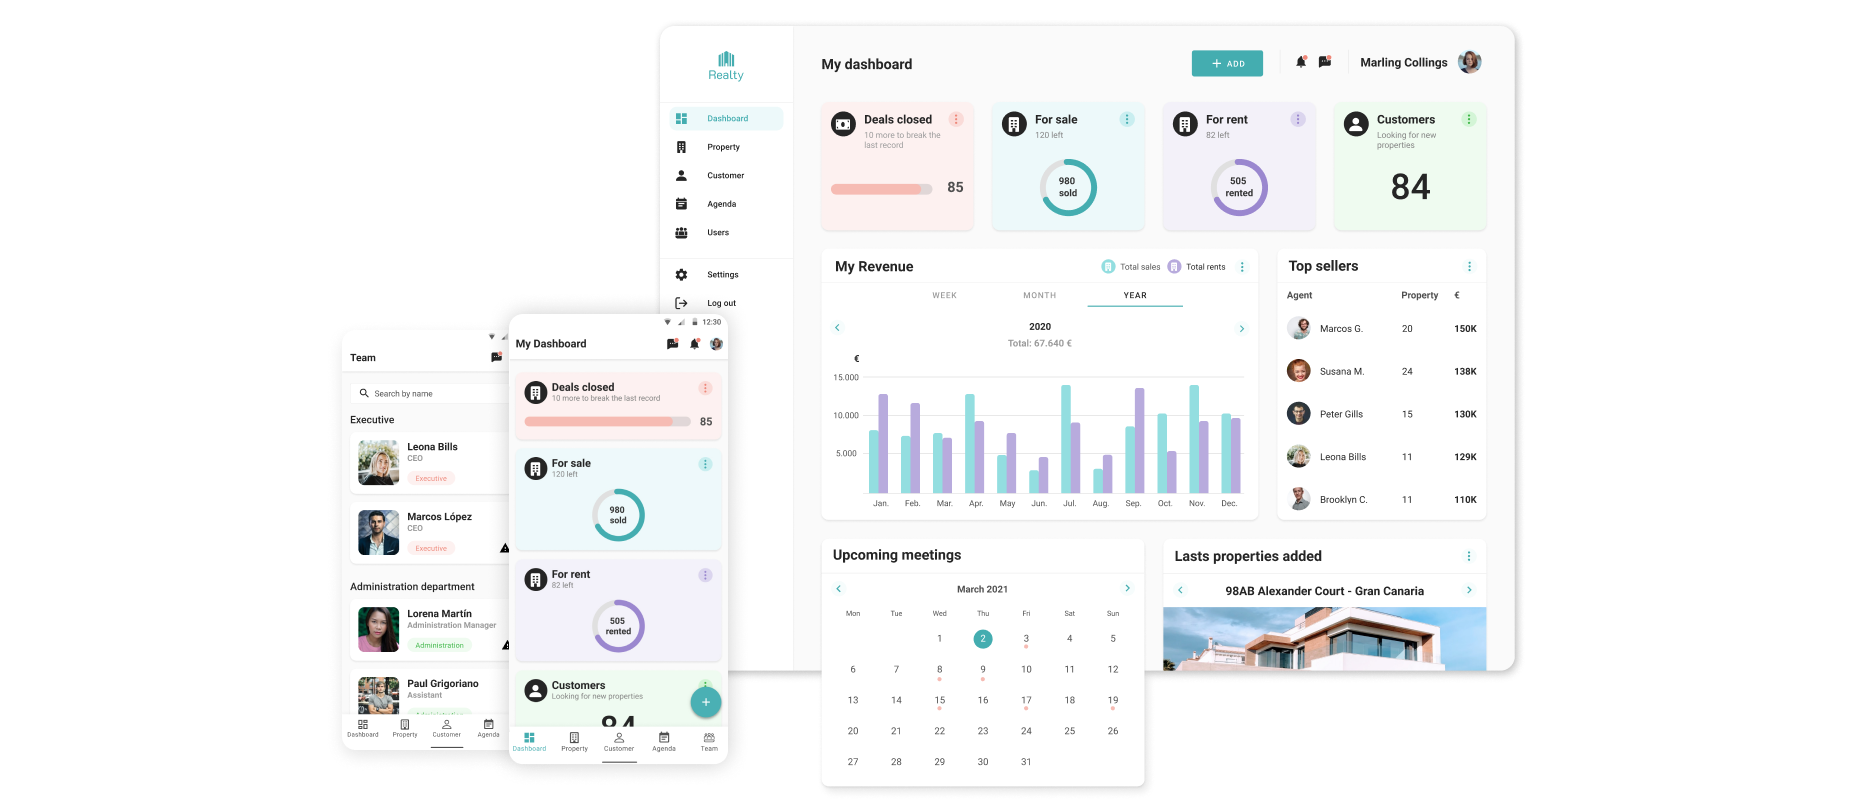 Realty
Dashboard
Property
Customer
Agenda
Users
Settings
Log out
My dashboard
+ ADD
Marling Collings
Deals closed
10 more to break the
last record
85
For sale
120 left
980
sold
For rent
82 left
505
rented
Customers
Looking for new
properties
84
My Revenue
Total sales
Total rents
WEEK
MONTH
YEAR
2020
Total: 67.640 €
€
15.000
10.000
5.000
Jan. Feb. Mar. Apr. May Jun. Jul. Aug. Sep. Oct. Nov. Dec.
Top sellers
Agent Property €
Marcos G. 20 150K
Susana M. 24 138K
Peter Gills 15 130K
Leona Bills 11 129K
Brooklyn C. 11 110K
Upcoming meetings
March 2021
Mon Tue Wed Thu Fri Sat Sun
1 2 3 4 5
6 7 8 9 10 11 12
13 14 15 16 17 18 19
20 21 22 23 24 25 26
27 28 29 30 31
Lasts properties added
98AB Alexander Court - Gran Canaria
Team
Search by name
Executive
Leona Bills
CEO
Executive
Marcos López
CEO
Executive
Administration department
Lorena Martín
Administration Manager
Administration
Paul Grigoriano
Assistant
Dashboard Property Customer Agenda
12:30
My Dashboard
Deals closed
10 more to break the last record
85
For sale
120 left
980
sold
For rent
82 left
505
rented
Customers
Looking for new properties
84
+
Dashboard Property Customer Agenda Team